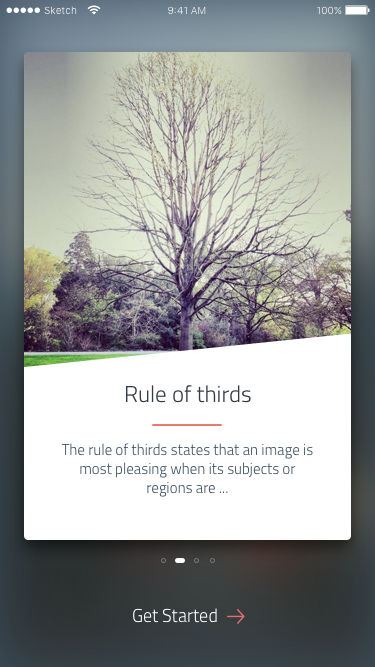 Sketch 9:41 AM 100%
Rule of thirds
The rule of thirds states that an image is
most pleasing when its subjects or
regions are ...
Get Started